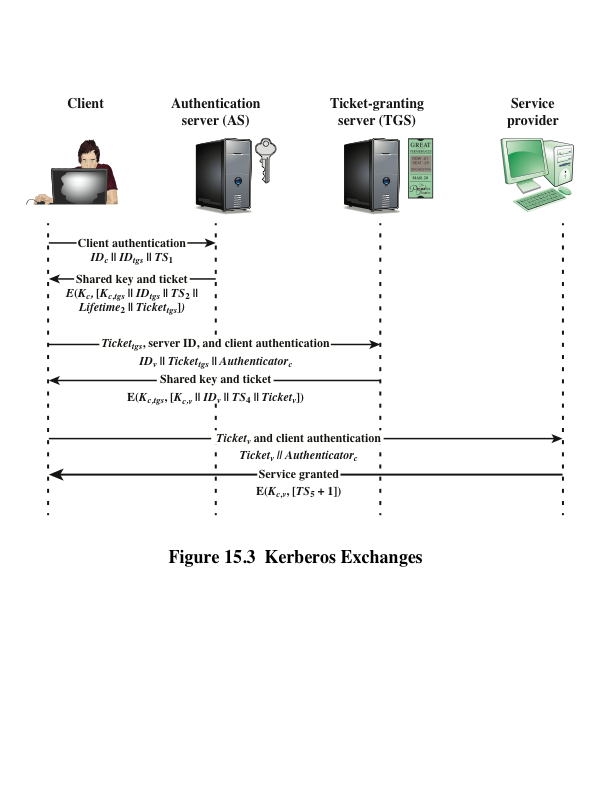 Client
Authentication
server (AS)
Ticket-granting
server (TGS)
Service
provider
GREAT
MAR 28
Client authentication
IDc || IDtgs || TS1
Shared key and ticket
E(Kc, [Kc,tgs || IDtgs || TS2 ||
Lifetime2 || Tickettgs])
Tickettgs, server ID, and client authentication
IDv || Tickettgs || Authenticatorc
Shared key and ticket
E(Kc,tgs, [Kc,v || IDv || TS4 || Ticketv])
Ticketv and client authentication
Ticketv || Authenticatorc
Service granted
E(Kc,v, [TS5 + 1])
Figure 15.3 Kerberos Exchanges